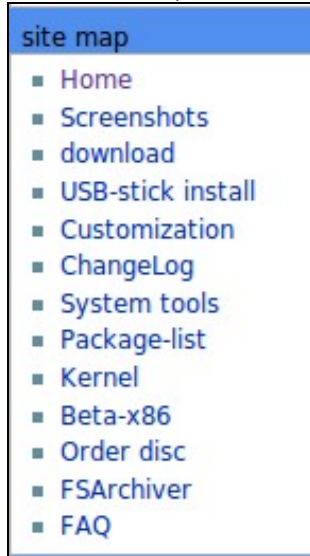 site map
Home
Screenshots
download
USB-stick install
Customization
ChangeLog
System tools
Package-list
Kernel
Beta-x86
Order disc
FSArchiver
FAQ